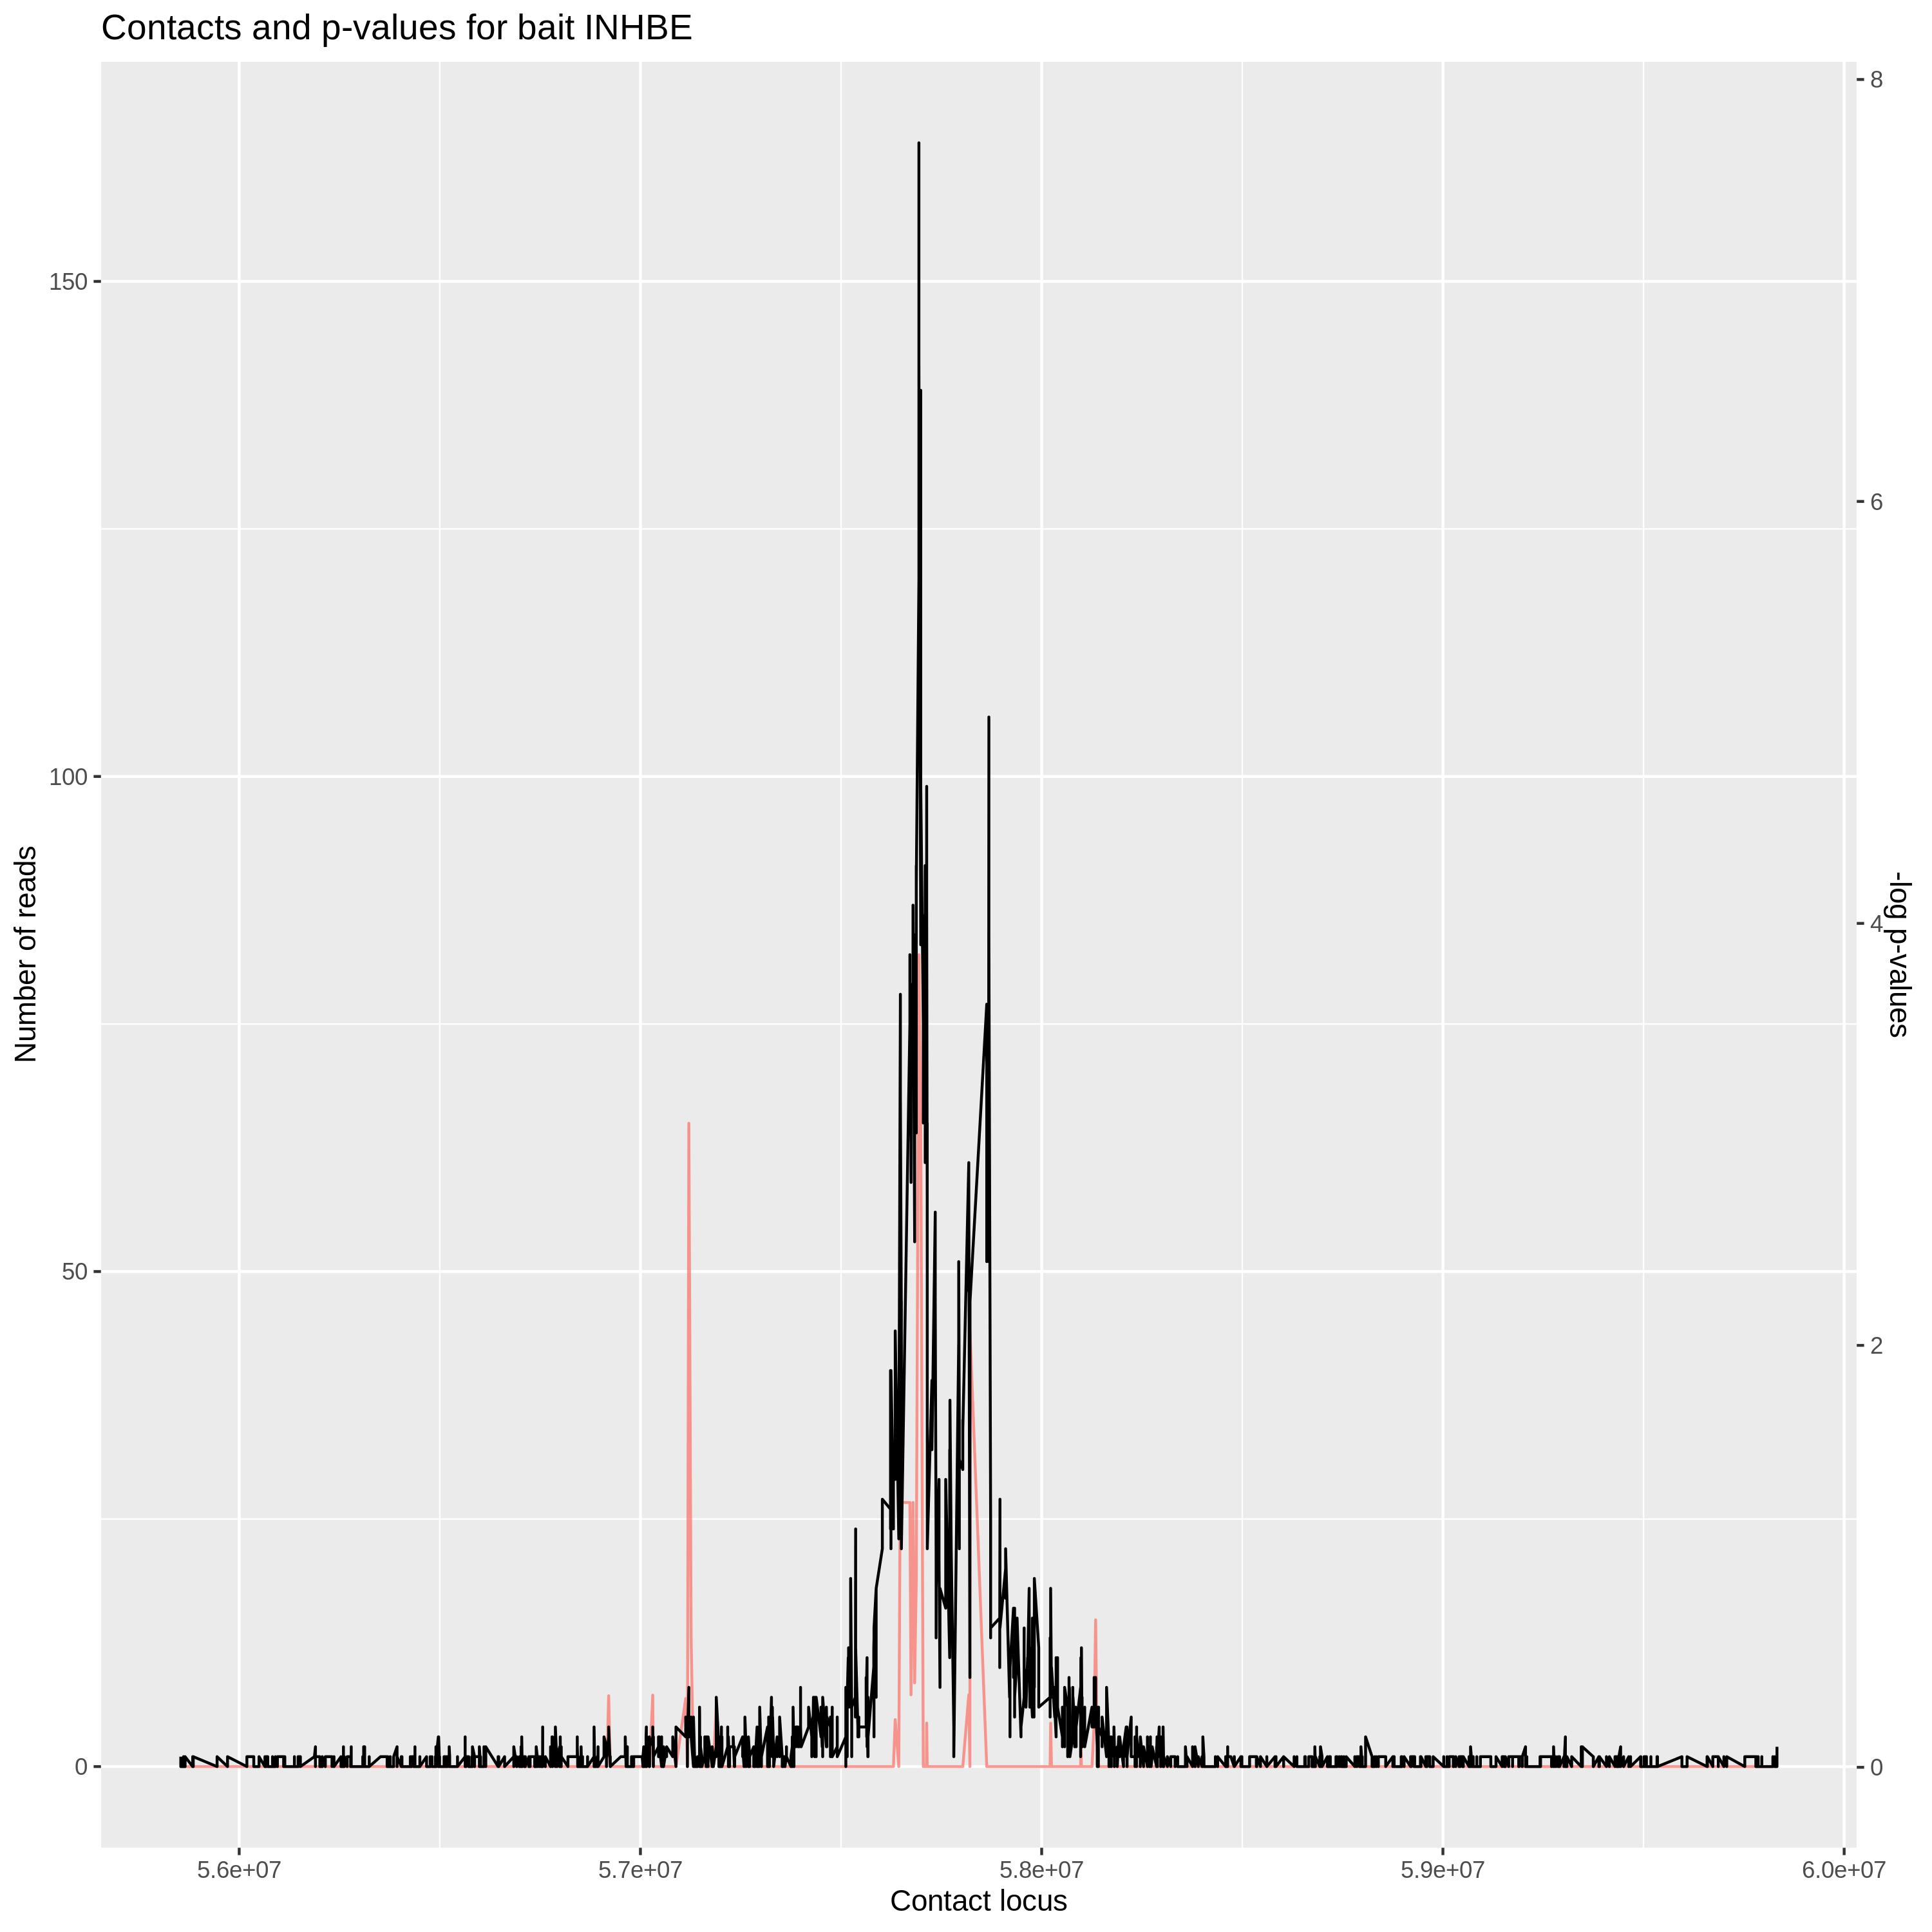 Contacts and p-values for bait INHBE
8
150
6
100
4
50
2
0
0
Number of reads
-log p-values
5.6e+07 5.7e+07 5.8e+07 5.9e+07 6.0e+07
Contact locus